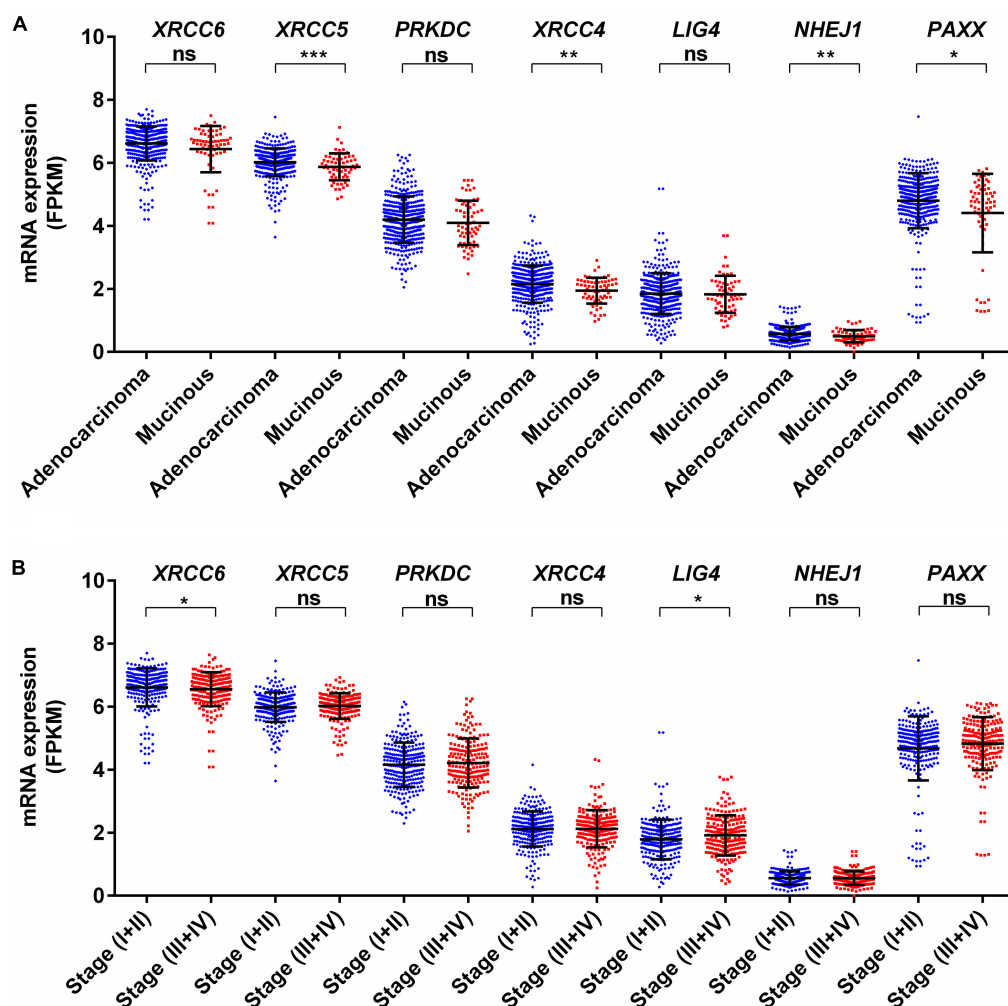 A
XRCC6 XRCC5 PRKDC XRCC4 LIG4 NHEJ1 PAXX
ns *** ns ** ns ** *
mRNA expression
(FPKM)
10
8
6
4
2
0
Adenocarcinoma Mucinous Adenocarcinoma Mucinous Adenocarcinoma Mucinous Adenocarcinoma Mucinous Adenocarcinoma Mucinous Adenocarcinoma Mucinous Adenocarcinoma Mucinous
B
XRCC6 XRCC5 PRKDC XRCC4 LIG4 NHEJ1 PAXX
* ns ns ns * ns ns
mRNA expression
(FPKM)
10
8
6
4
2
0
Stage (I+II) Stage (III+IV) Stage (I+II) Stage (III+IV) Stage (I+II) Stage (III+IV) Stage (I+II) Stage (III+IV) Stage (I+II) Stage (III+IV) Stage (I+II) Stage (III+IV) Stage (I+II) Stage (III+IV)